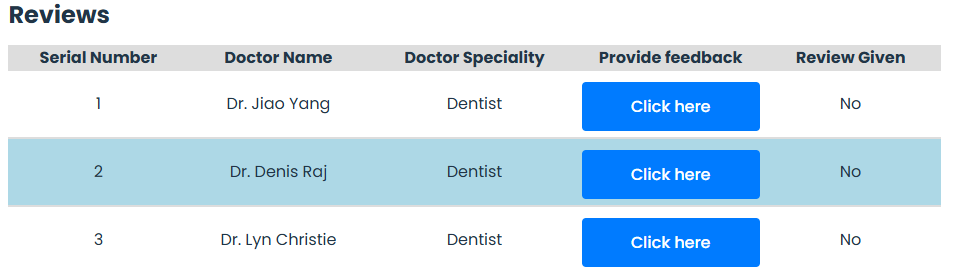 Reviews
Serial Number Doctor Name Doctor Speciality Provide feedback Review Given
1 Dr. Jiao Yang Dentist Click here No
2 Dr. Denis Raj Dentist Click here No
3 Dr. Lyn Christie Dentist Click here No